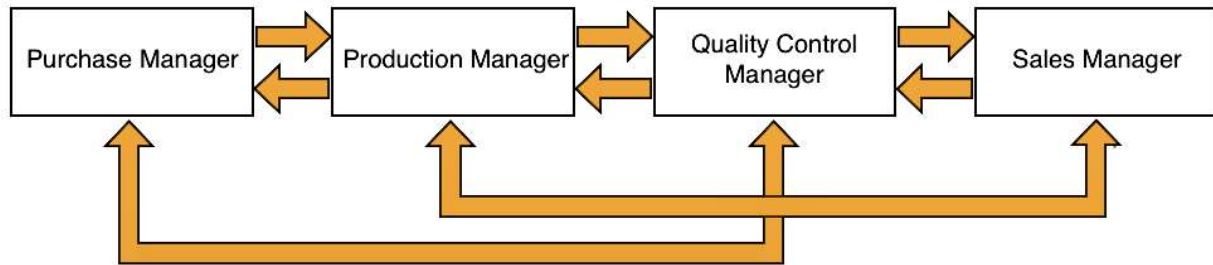 Purchase Manager
Production Manager
Quality Control
Manager
Sales Manager